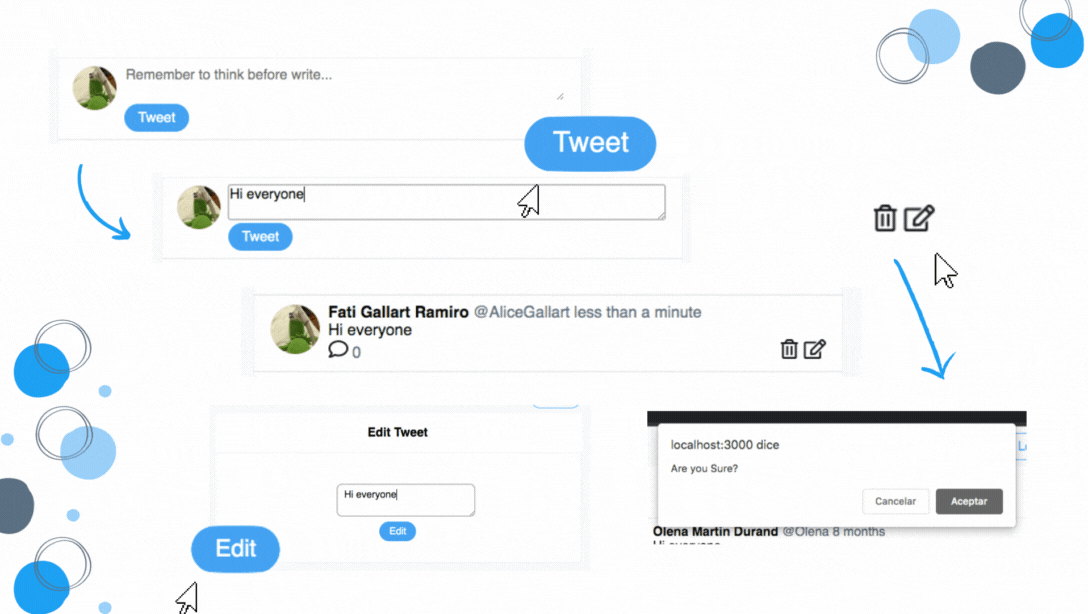 Remember to think before write...
Tweet
Tweet
Hi everyone
Tweet
Fati Gallart Ramiro @AliceGallart less than a minute
Hi everyone
0
Edit Tweet
Hi everyone
Edit
Edit
localhost:3000 dice
Are you Sure?
Cancelar
Aceptar
Olena Martin Durand @Olena 8 months
Hi everyone